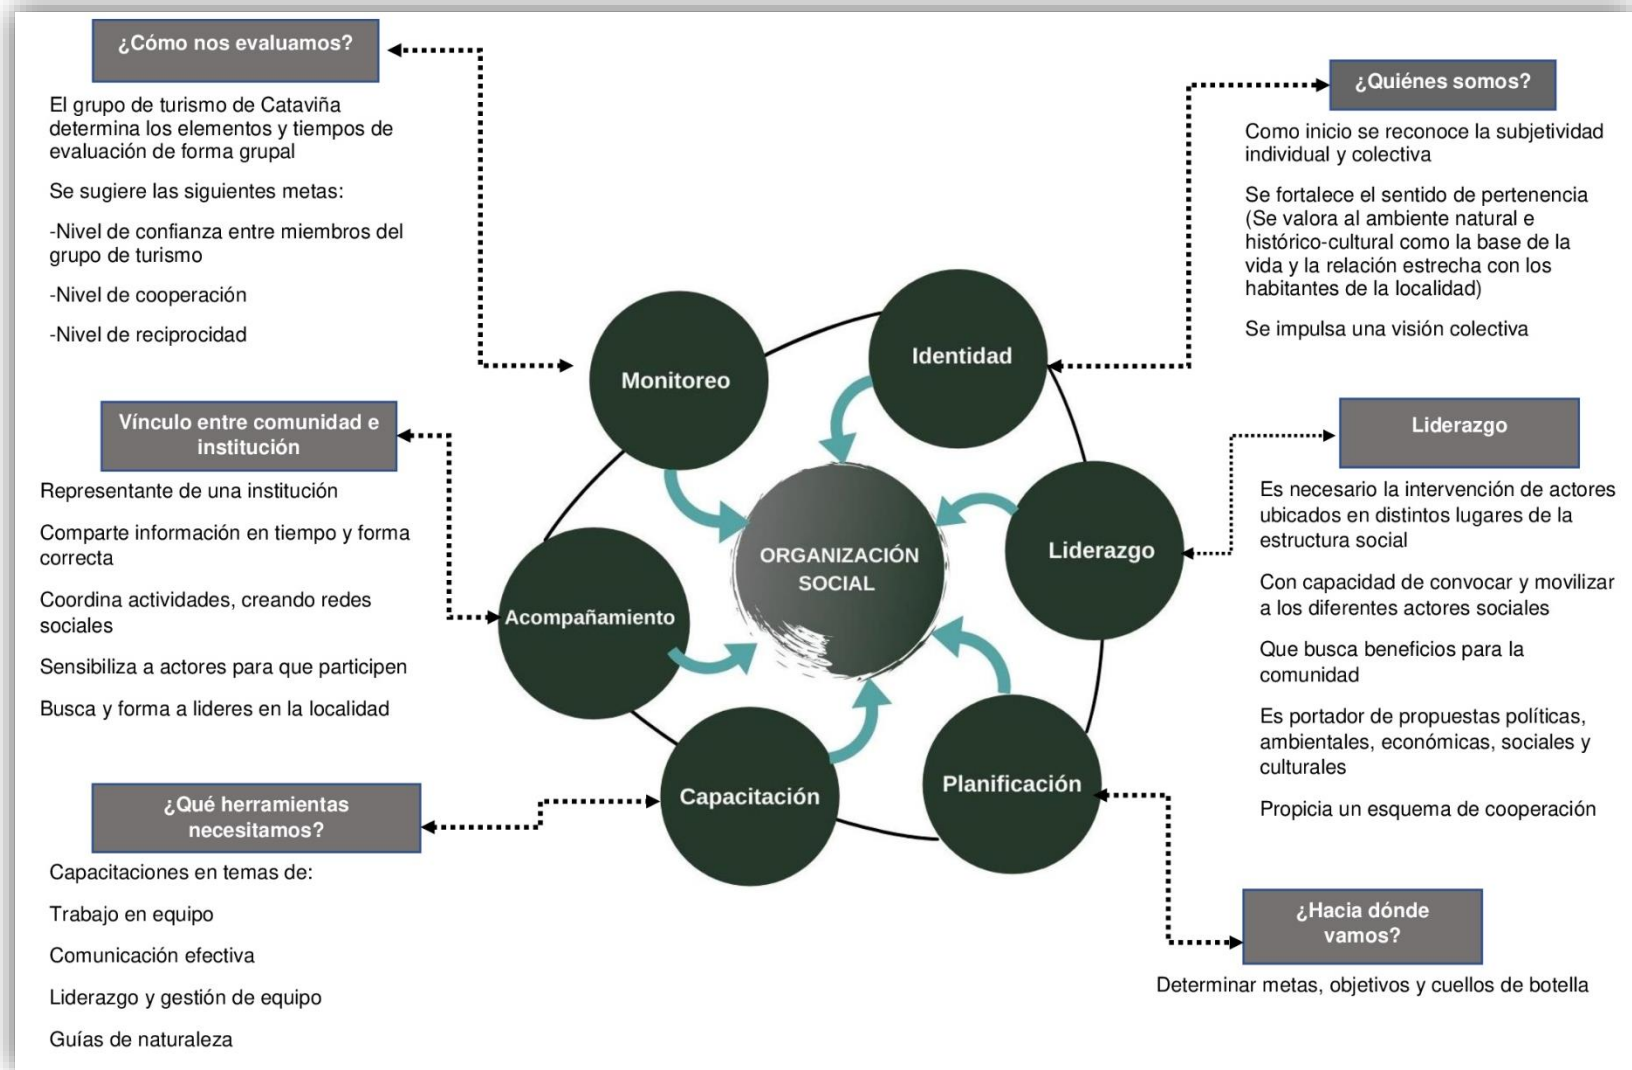 ¿Cómo nos evaluamos?
El grupo de turismo de Cataviña
determina los elementos y tiempos de
evaluación de forma grupal
Se sugiere las siguientes metas:
-Nivel de confianza entre miembros del
grupo de turismo
-Nivel de cooperación
-Nivel de reciprocidad
Vínculo entre comunidad e
institución
Representante de una institución
Comparte información en tiempo y forma
correcta
Coordina actividades, creando redes
sociales
Sensibiliza a actores para que participen
Busca y forma a lideres en la localidad
¿Qué herramientas
necesitamos?
Capacitaciones en temas de:
Trabajo en equipo
Comunicación efectiva
Liderazgo y gestión de equipo
Guías de naturaleza
Monitoreo
Identidad
Liderazgo
Planificación
Capacitación
Acompañamiento
ORGANIZACIÓN
SOCIAL
¿Quiénes somos?
Como inicio se reconoce la subjetividad
individual y colectiva
Se fortalece el sentido de pertenencia
(Se valora al ambiente natural e
histórico-cultural como la base de la
vida y la relación estrecha con los
habitantes de la localidad)
Se impulsa una visión colectiva
Liderazgo
Es necesario la intervención de actores
ubicados en distintos lugares de la
estructura social
Con capacidad de convocar y movilizar
a los diferentes actores sociales
Que busca beneficios para la
comunidad
Es portador de propuestas políticas,
ambientales, económicas, sociales y
culturales
Propicia un esquema de cooperación
¿Hacia dónde
vamos?
Determinar metas, objetivos y cuellos de botella